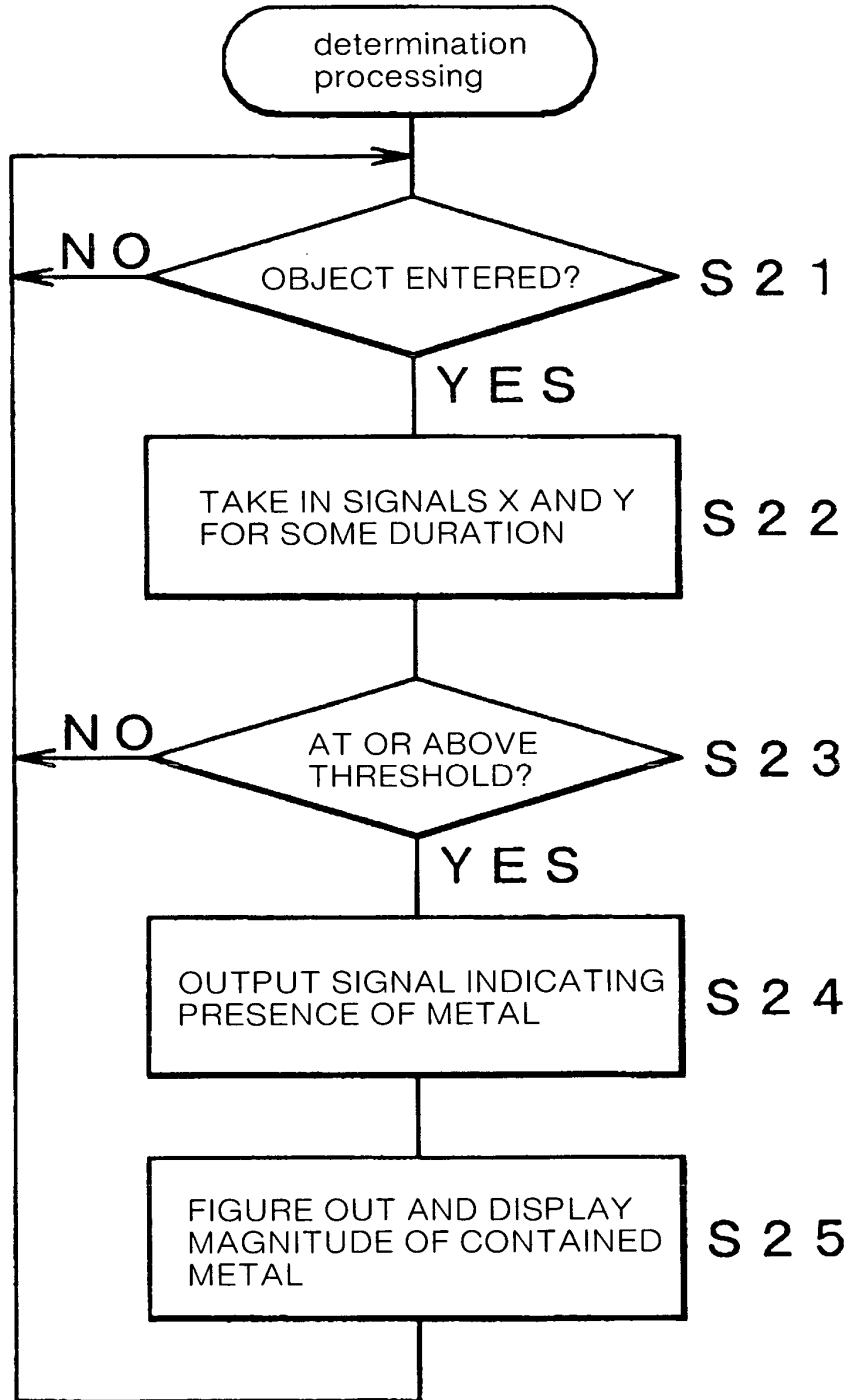 determination
processing
NO
OBJECT ENTERED?
S21
YES
TAKE IN SIGNALS X AND Y
FOR SOME DURATION
S22
NO
AT OR ABOVE
THRESHOLD?
S23
YES
OUTPUT SIGNAL INDICATING
PRESENCE OF METAL
S24
FIGURE OUT AND DISPLAY
MAGNITUDE OF CONTAINED
METAL
S25